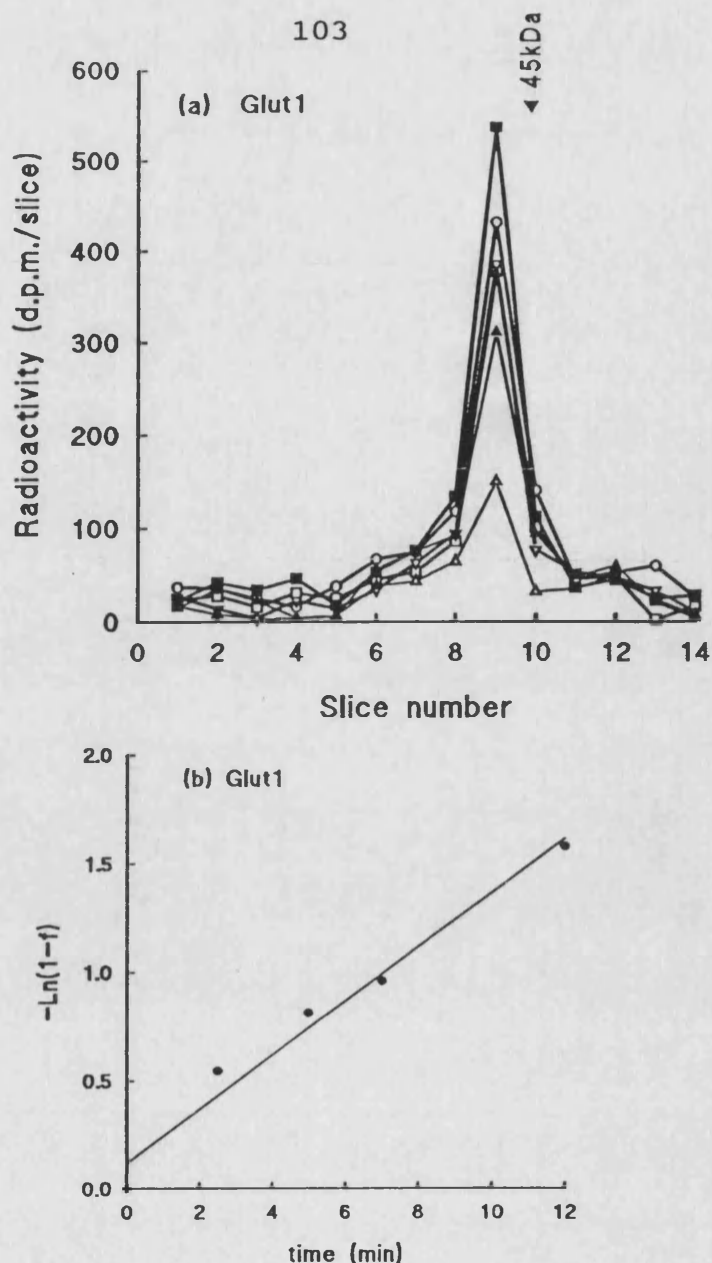 103
◄ 45kDa
600
(a) Glut1
500
400
300
200
100
0
Radioactivity (d.p.m./slice)
0 2 4 6 8 10 12 14
Slice number
2.0
(b) Glut1
1.5
1.0
0.5
0.0
-Ln(1-f)
0 2 4 6 8 10 12
time (min)